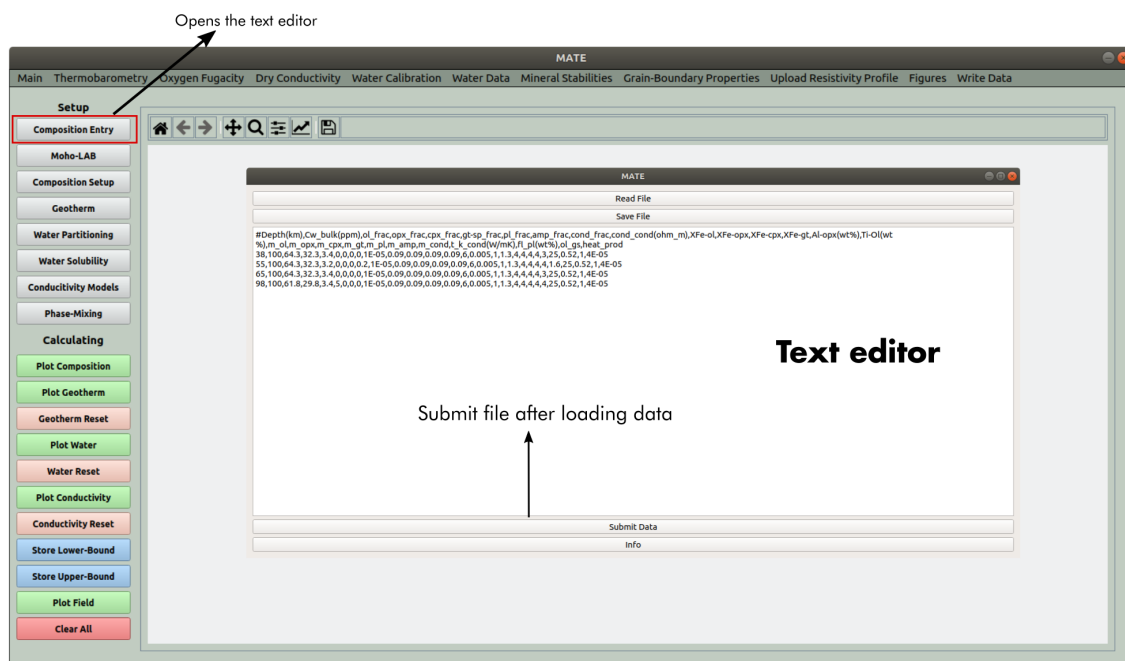 Opens the text editor
MATE
Main Thermobarometry Oxygen Fugacity Dry Conductivity Water Calibration Water Data Mineral Stabilities Grain-Boundary Properties Upload Resistivity Profile Figures Write Data
Setup
Composition Entry
Moho-LAB
Composition Setup
Geotherm
Water Partitioning
Water Solubility
Conducitivity Models
Phase-Mixing
Calculating
Plot Composition
Plot Geotherm
Geotherm Reset
Plot Water
Water Reset
Plot Conductivity
Conductivity Reset
Store Lower-Bound
Store Upper-Bound
Plot Field
Clear All
MATE
Read File
Save File
#Depth(km),Cw_bulk(ppm),ol_frac,opx_frac,cpx_frac,gt-sp_frac,pl_frac,amp_frac,cond_frac,cond_cond(ohm_m),XFe-ol,XFe-opx,XFe-cpx,XFe-gt,Al-opx(wt%),Ti-Ol(wt
%),m_ol,m_opx,m_cpx,m_gt,m_pl,m_amp,m_cond,t_k_cond(W/mK),fl_pl(wt%),ol_gs,heat_prod
38,100,64.3,32.3,3.4,0,0,0,0,1E-05,0.09,0.09,0.09,0.09,6,0.005,1,1.3,4,4,4,4,3,25,0.52,1,4E-05
55,100,64.3,32.3,3.2,0,0,0,0.2,1E-05,0.09,0.09,0.09,0.09,6,0.005,1,1.3,4,4,4,4,1.6,25,0.52,1,4E-05
65,100,64.3,32.3,3.4,0,0,0,0,1E-05,0.09,0.09,0.09,0.09,6,0.005,1,1.3,4,4,4,4,3,25,0.52,1,4E-05
98,100,61.8,29.8,3.4,5,0,0,0,1E-05,0.09,0.09,0.09,0.09,6,0.005,1,1.3,4,4,4,4,4,25,0.52,1,4E-05
Text editor
Submit file after loading data
Submit Data
Info